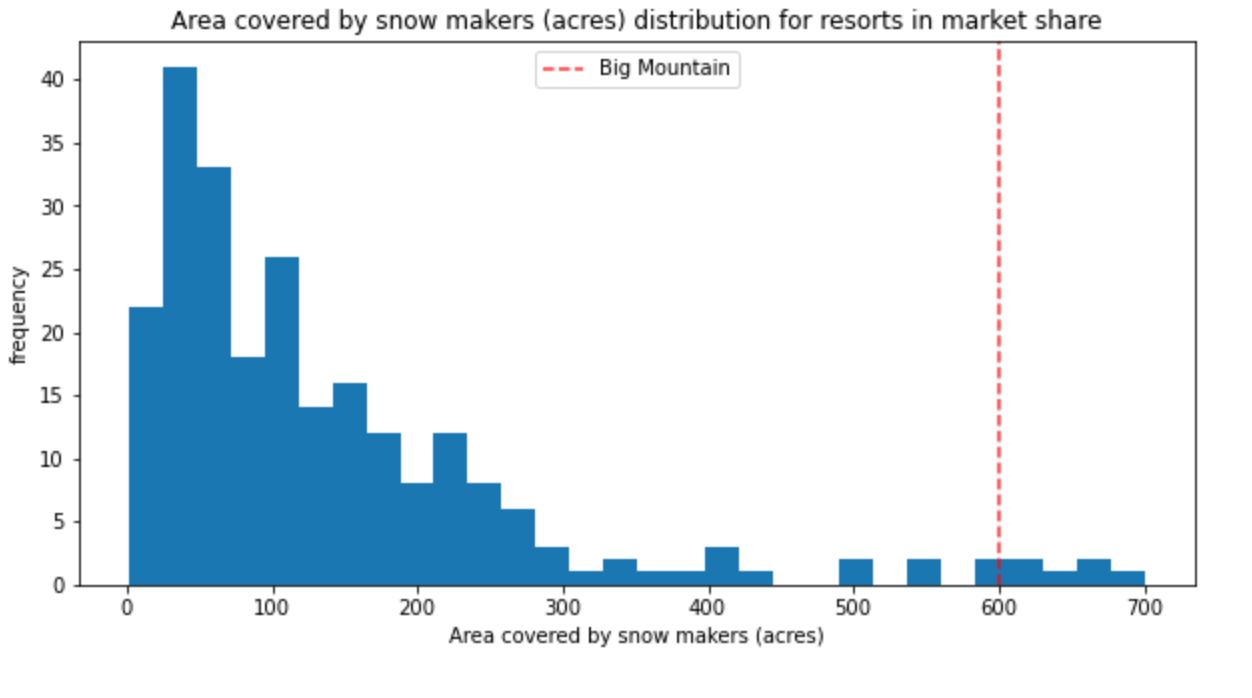 Area covered by snow makers (acres) distribution for resorts in market share
Big Mountain
40
35
30
25
20
15
10
5
0
frequency
0 100 200 300 400 500 600 700
Area covered by snow makers (acres)